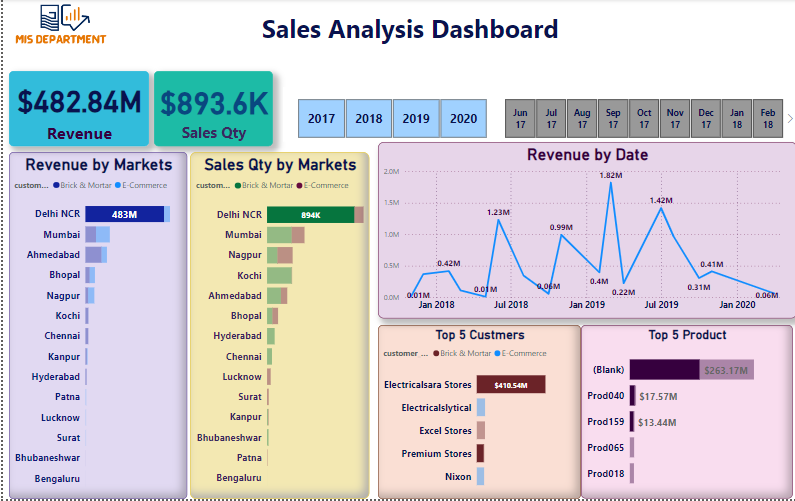 MIS DEPARTMENT
Sales Analysis Dashboard
$482.84M
Revenue
$893.6K
Sales Qty
2017
2018
2019
2020
Jun 17
Jul 17
Aug 17
Sep 17
Oct 17
Nov 17
Dec 17
Jan 18
Feb 18
Revenue by Markets
custom... Brick & Mortar E-Commerce
Delhi NCR 483M
Mumbai
Ahmedabad
Bhopal
Nagpur
Kochi
Chennai
Kanpur
Hyderabad
Patna
Lucknow
Surat
Bhubaneshwar
Bengaluru
Sales Qty by Markets
custom... Brick & Mortar E-Commerce
Delhi NCR 894K
Mumbai
Nagpur
Kochi
Ahmedabad
Bhopal
Hyderabad
Chennai
Lucknow
Surat
Kanpur
Bhubaneshwar
Patna
Bengaluru
Revenue by Date
2.0M
1.5M
1.0M
0.5M
0.0M
0.01M
0.42M
0.01M
1.23M
0.06M
0.99M
0.4M
1.82M
0.22M
1.42M
0.31M
0.41M
0.06M
Jan 2018
Jul 2018
Jan 2019
Jul 2019
Jan 2020
Top 5 Custmers
customer ... Brick & Mortar E-Commerce
Electricalsara Stores $410.54M
Electricalslytical
Excel Stores
Premium Stores
Nixon
Top 5 Product
(Blank) $263.17M
Prod040 $17.57M
Prod159 $13.44M
Prod065
Prod018